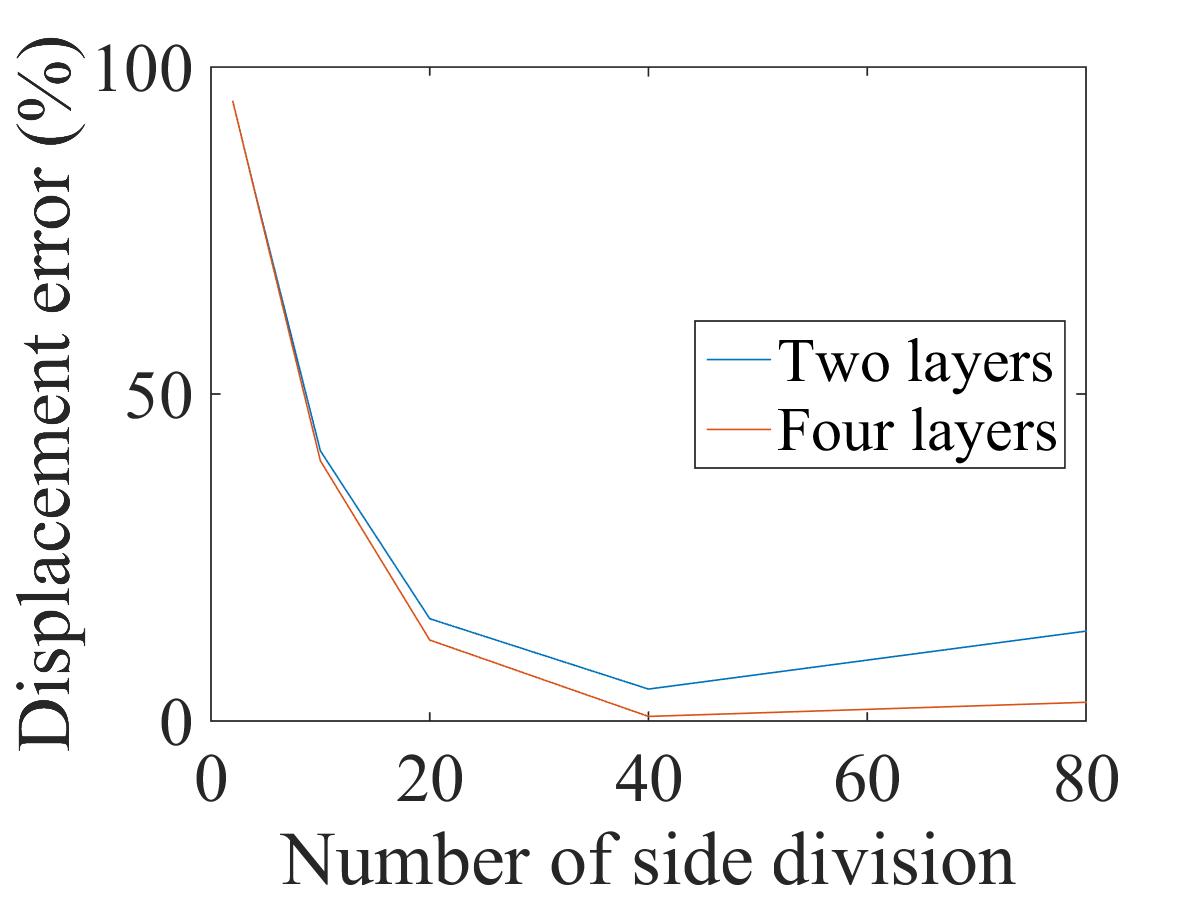 Displacement error (%)
100
50
0
Two layers
Four layers
0 20 40 60 80
Number of side division